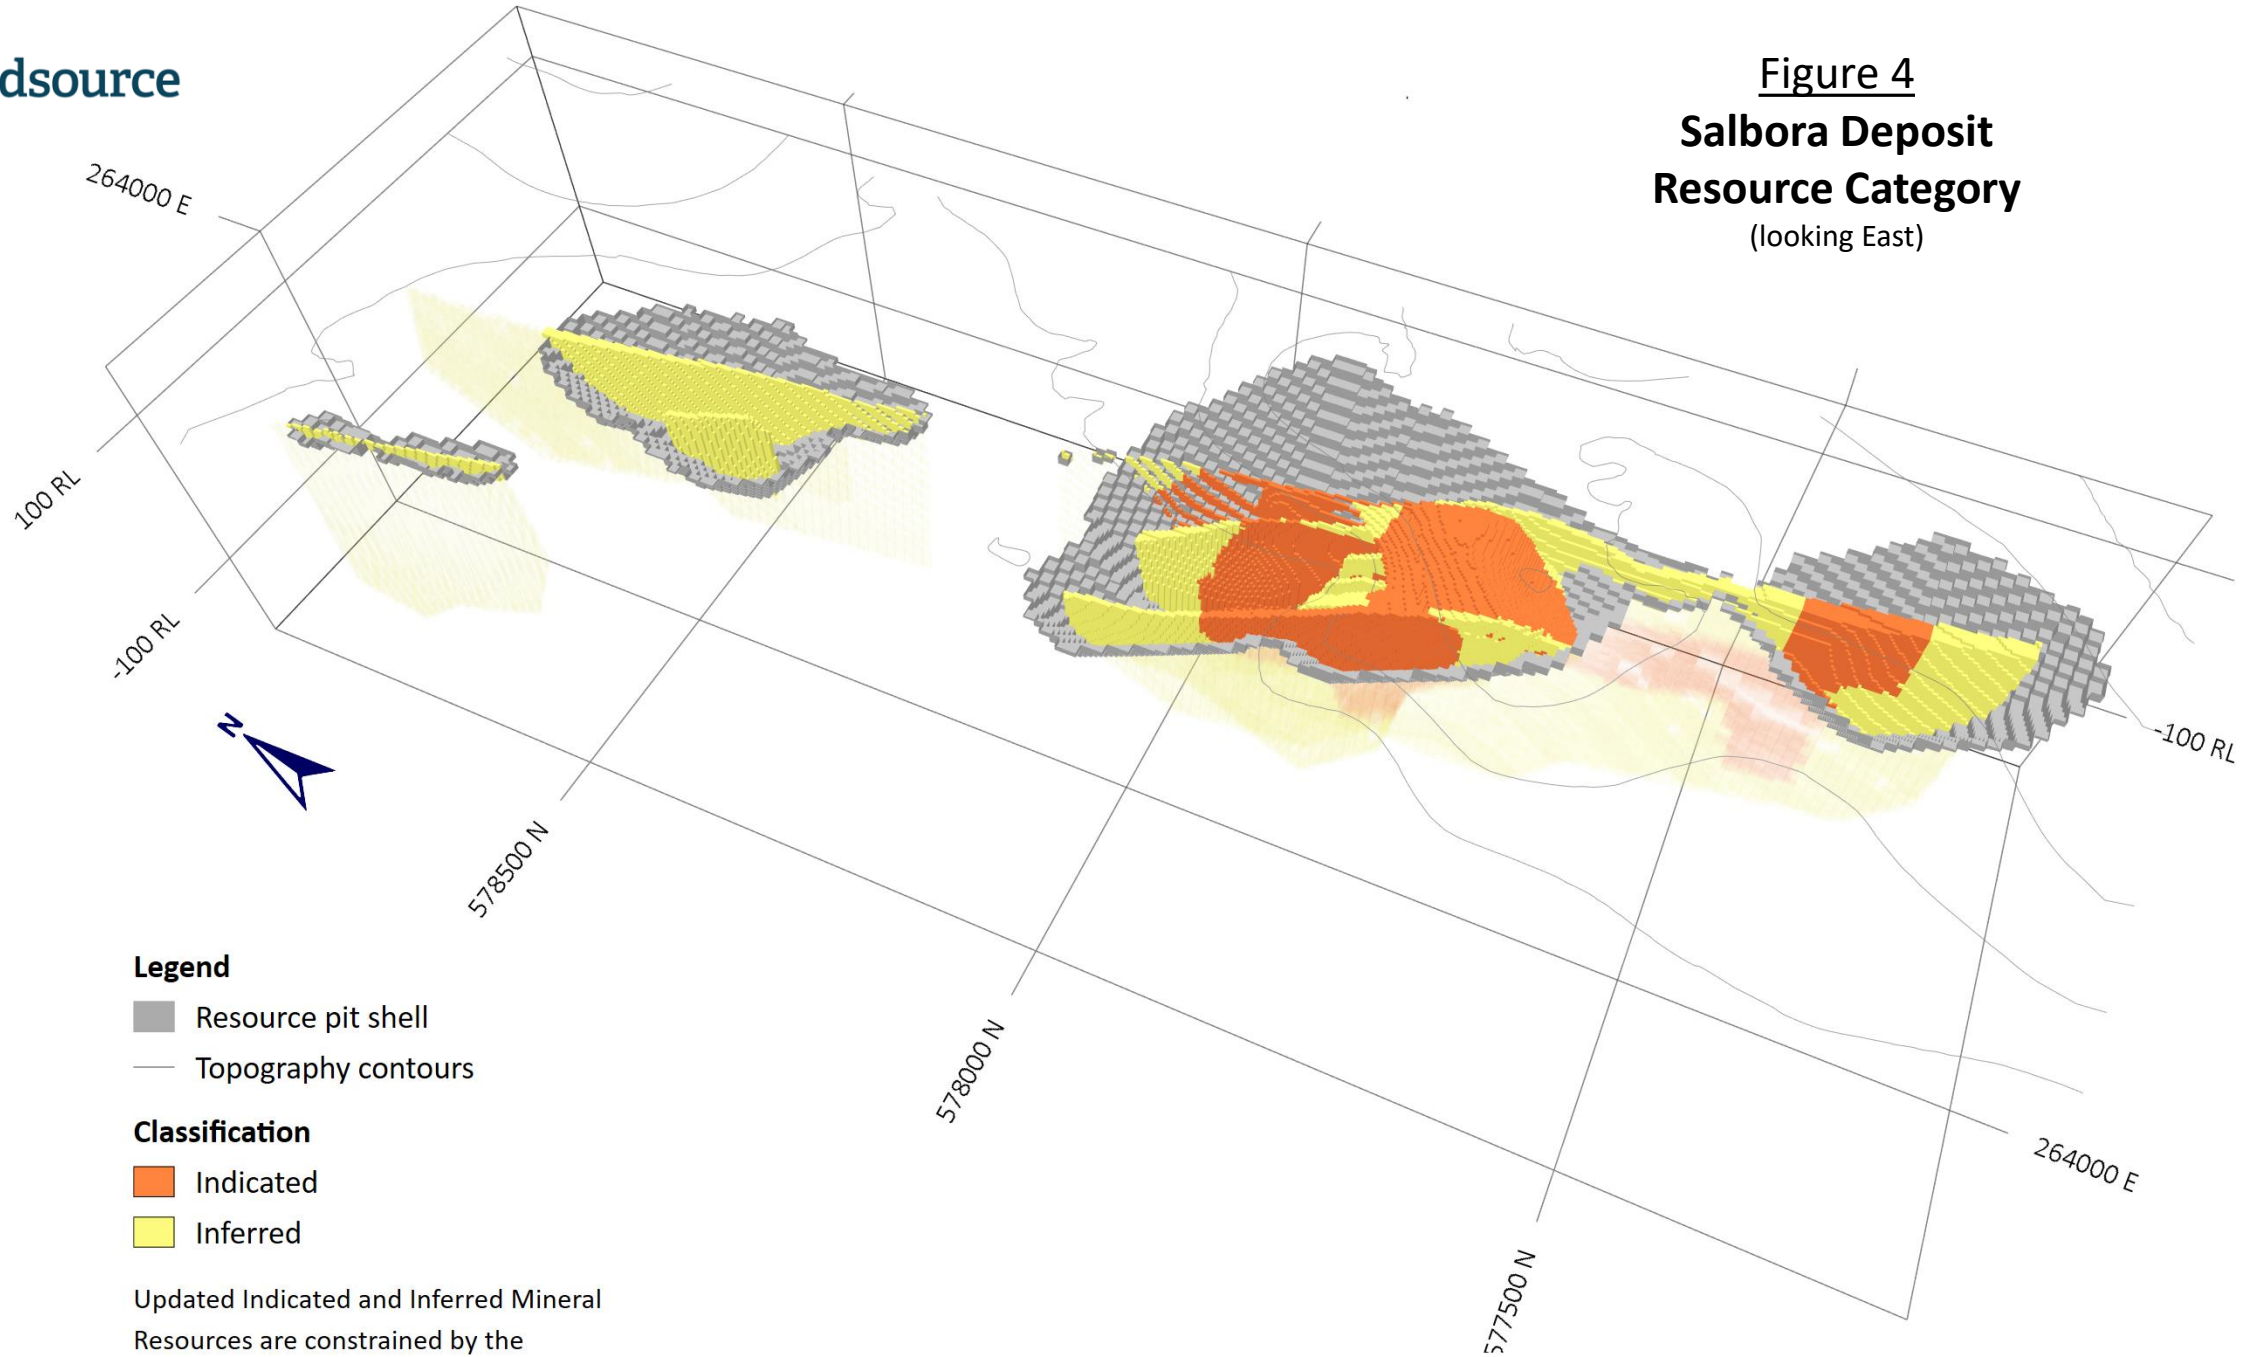 dsource
Figure 4
Salbora Deposit
Resource Category
(looking East)
264000 E
100 RL
-100 RL
N
578500 N
578000 N
577500 N
-100 RL
264000 E
Legend
Resource pit shell
Topography contours
Classification
Indicated
Inferred
Updated Indicated and Inferred Mineral
Resources are constrained by the